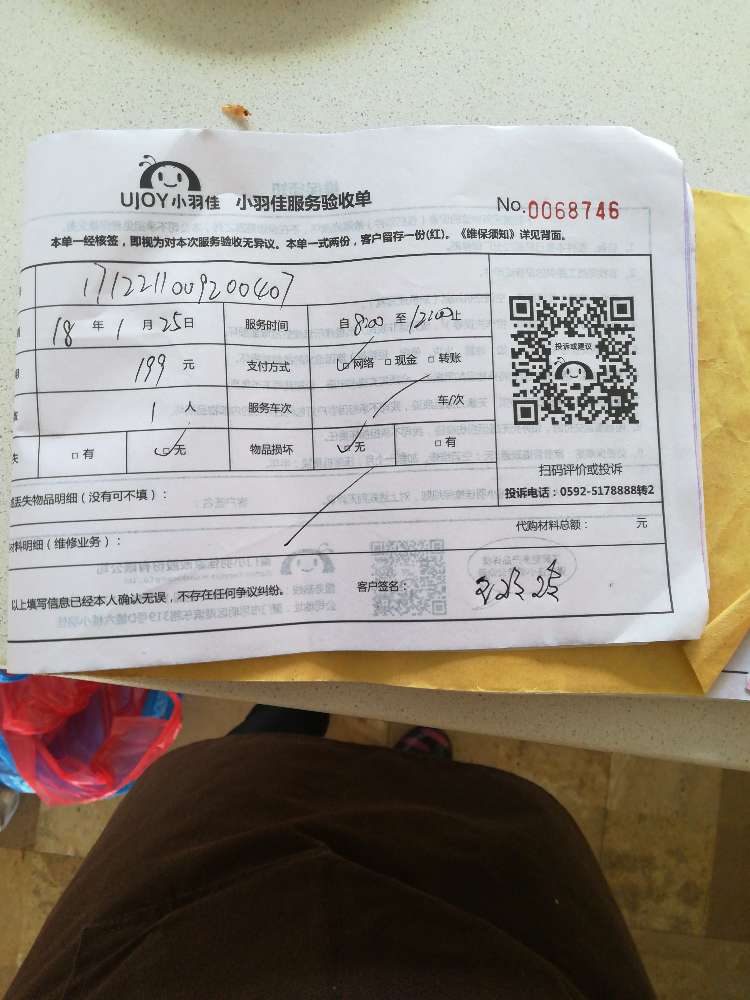 UJOY小羽佳 小羽佳服务验收单 No.0068746
本单一经核签，即视为对本次服务验收无异议。本单一式两份，客户留存一份(红)。《维保须知》详见背面。
1712211009200407
18 年 1 月 25 日 服务时间 自 8:00 至 12:00 止
199 元 支付方式 网络 现金 转账
投诉或建议
1 人 服务车次 车/次
有 无 物品损坏 无 有
扫码评价或投诉
丢失物品明细（没有可不填）：
投诉电话：0592-5178888转2
材料明细（维修业务）： 代购材料总额： 元
以上填写信息已经本人确认无误，不存在任何争议纠纷。 客户签名：